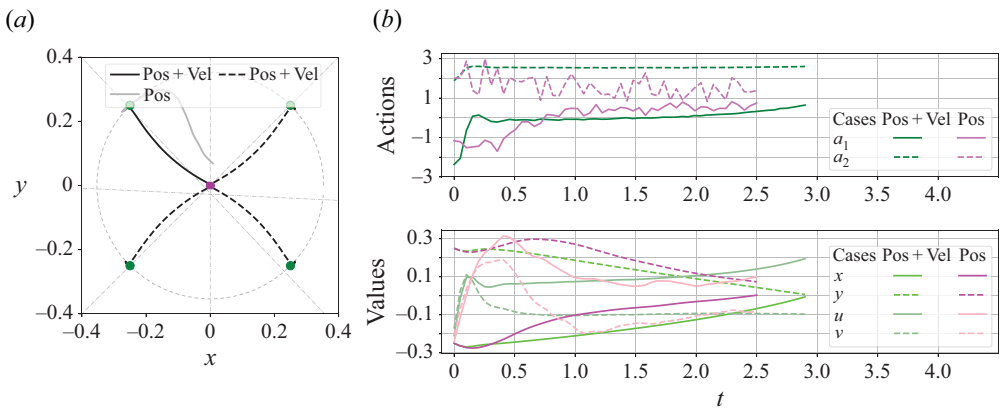 (a)
0.4
0.2
0
−0.2
−0.4
y
Pos + Vel
Pos + Vel
Pos
0.4
−0.2
0
0.2
0.4
x
(b)
3
1
−1
−3
Actions
Cases Pos + Vel Pos
a1
a2
0
0.5
1.0
1.5
2.0
2.5
3.0
3.5
4.0
0.3
0.1
−0.1
−0.3
Values
Cases Pos + Vel Pos
x
y
u
v
0
0.5
1.0
1.5
2.0
2.5
3.0
3.5
4.0
t